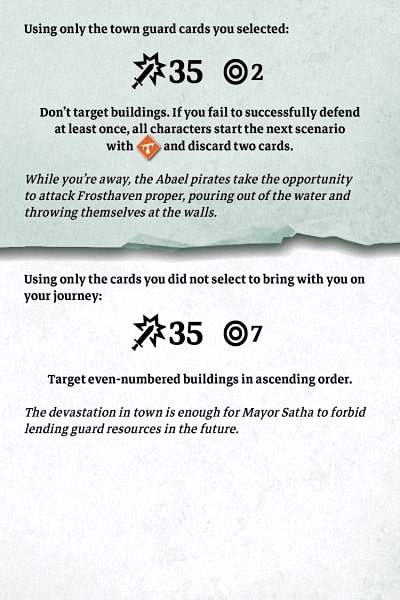 Using only the town guard cards you selected:
35 2
Don't target buildings. If you fail to successfully defend
at least once, all characters start the next scenario
with and discard two cards.
While you're away, the Abael pirates take the opportunity
to attack Frosthaven proper, pouring out of the water and
throwing themselves at the walls.
Using only the cards you did not select to bring with you on
your journey:
35 7
Target even-numbered buildings in ascending order.
The devastation in town is enough for Mayor Satha to forbid
lending guard resources in the future.